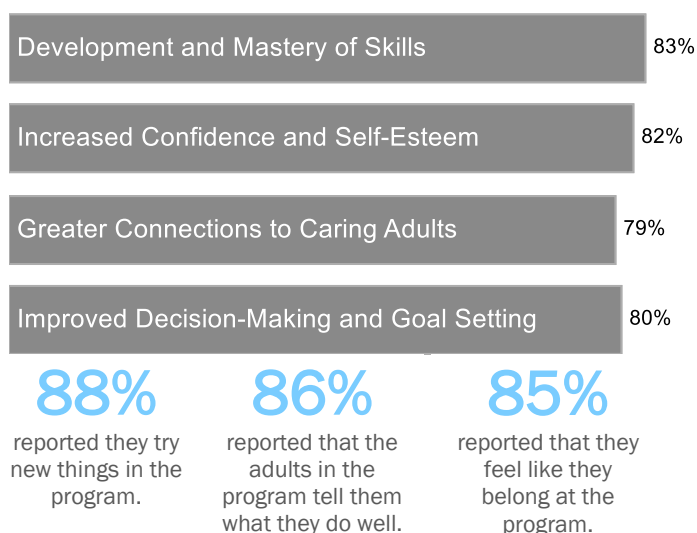 Development and Mastery of Skills 83%
Increased Confidence and Self-Esteem 82%
Greater Connections to Caring Adults 79%
Improved Decision-Making and Goal Setting 80%
88%
reported they try
new things in the
program.
86%
reported that the
adults in the
program tell them
what they do well.
85%
reported that they
feel like they
belong at the
program.